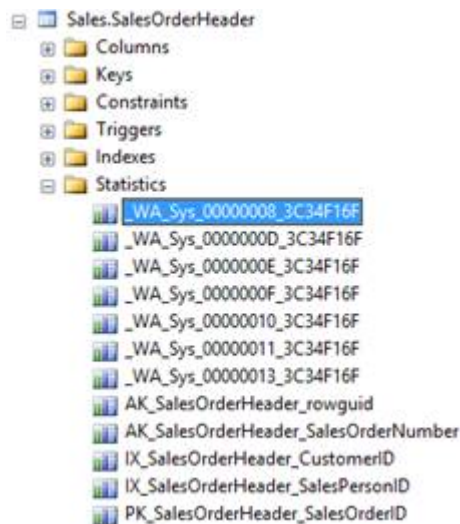 Sales.SalesOrderHeader
Columns
Keys
Constraints
Triggers
Indexes
Statistics
_WA_Sys_00000008_3C34F16F
_WA_Sys_0000000D_3C34F16F
_WA_Sys_0000000E_3C34F16F
_WA_Sys_0000000F_3C34F16F
_WA_Sys_00000010_3C34F16F
_WA_Sys_00000011_3C34F16F
_WA_Sys_00000013_3C34F16F
AK_SalesOrderHeader_rowguid
AK_SalesOrderHeader_SalesOrderNumber
IX_SalesOrderHeader_CustomerID
IX_SalesOrderHeader_SalesPersonID
PK_SalesOrderHeader_SalesOrderID